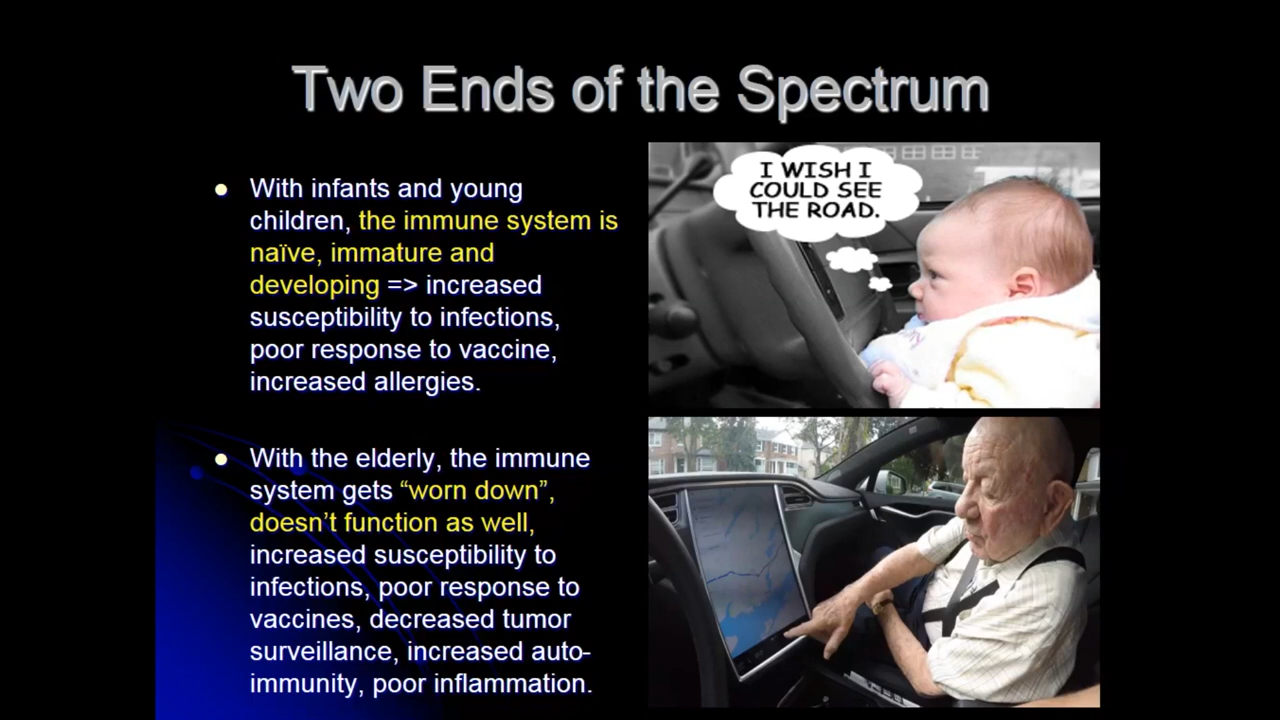 Two Ends of the Spectrum
With infants and young
children, the immune system is
naïve, immature and
developing => increased
susceptibility to infections,
poor response to vaccine,
increased allergies.
With the elderly, the immune
system gets “worn down”,
doesn’t function as well,
increased susceptibility to
infections, poor response to
vaccines, decreased tumor
surveillance, increased auto-
immunity, poor inflammation.
I WISH I
COULD SEE
THE ROAD.